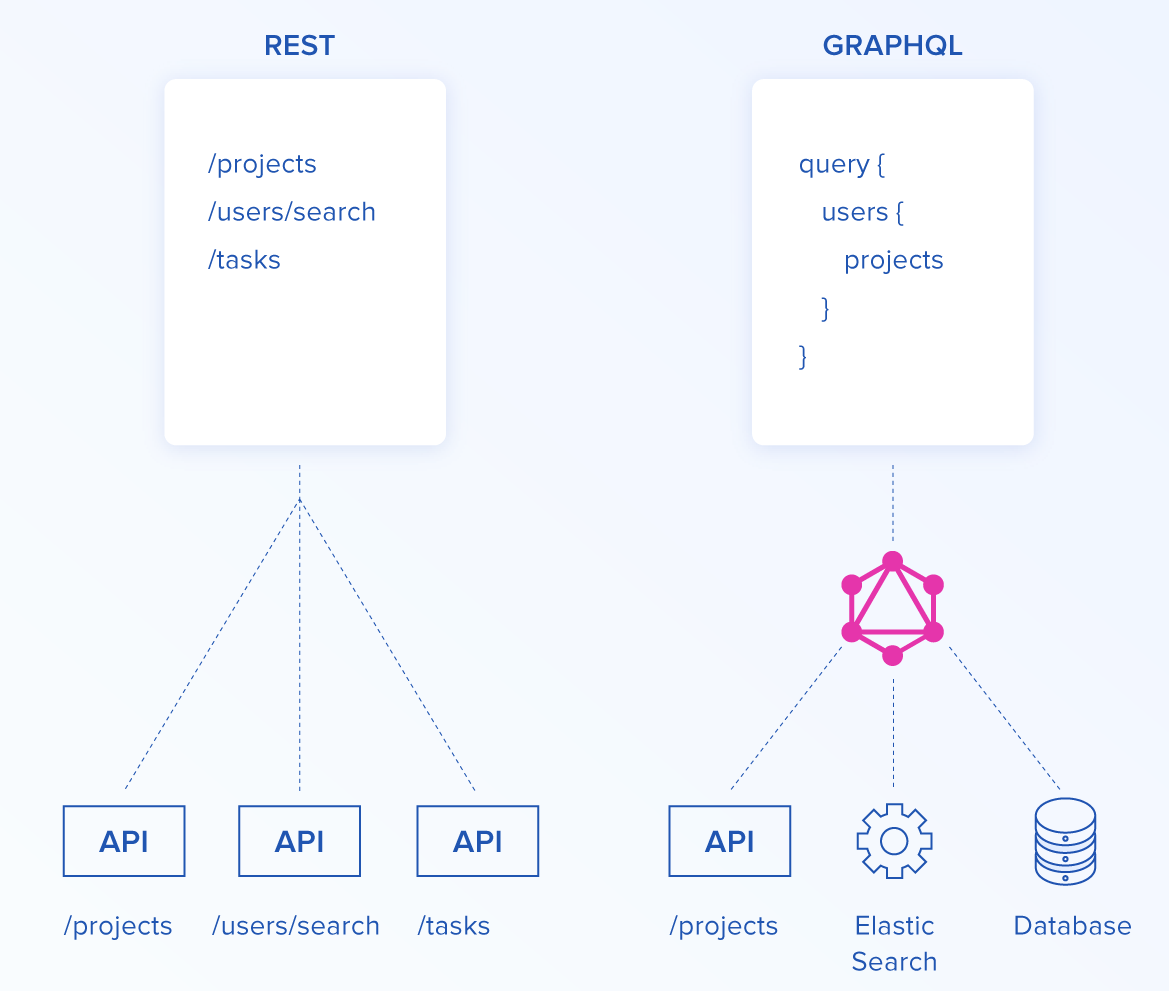 REST
/projects
/users/search
/tasks
API
/projects
API
/users/search
API
/tasks
GRAPHQL
query {
users {
projects
}
}
API
/projects
Elastic
Search
Database